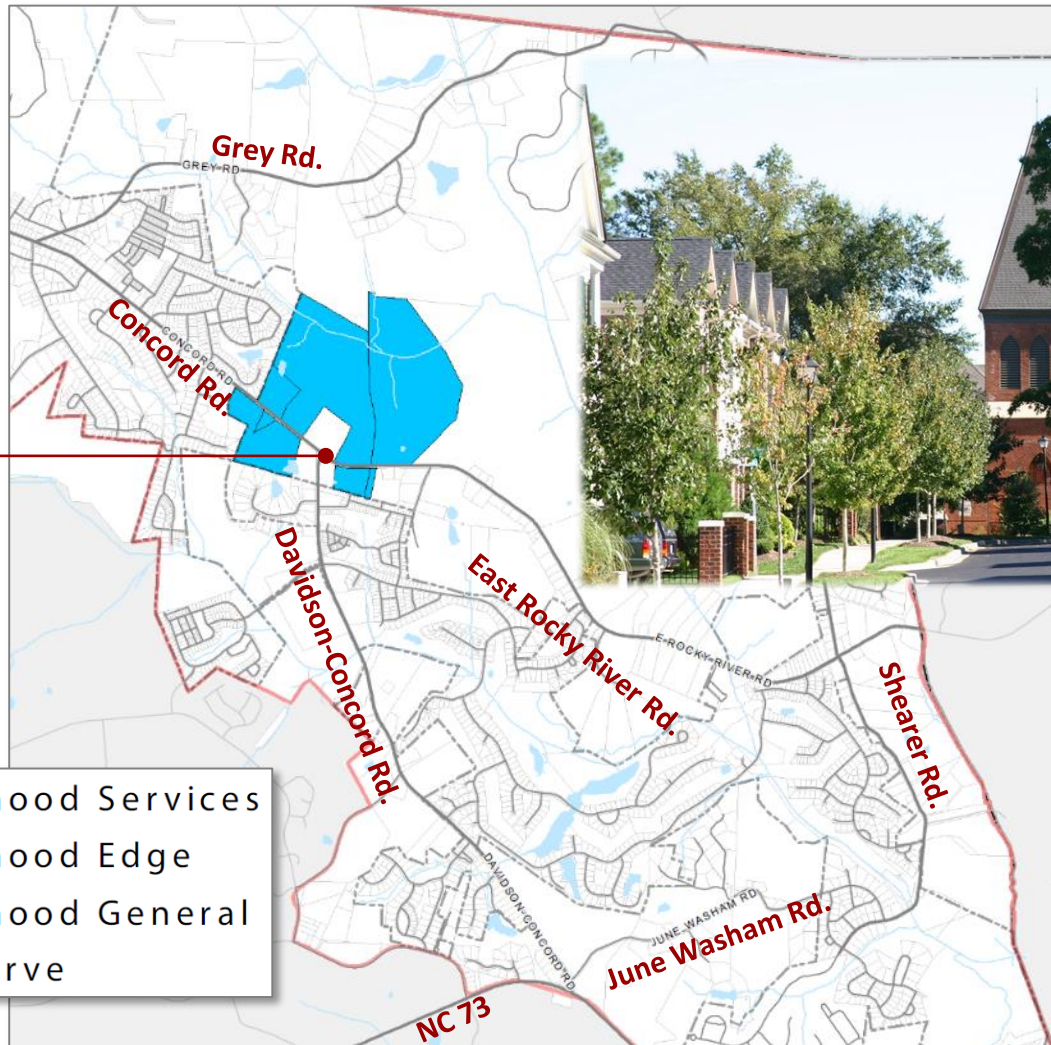 Grey Rd.
GREY RD
Concord Rd.
CONCORD RD
Davidson-Concord Rd.
East Rocky River Rd.
E ROCKY RIVER RD
Shearer Rd.
ood Services
ood Edge
ood General
rve
DAVIDSON-CONCORD RD
JUNE WASHAM RD
June Washam Rd.
NC 73